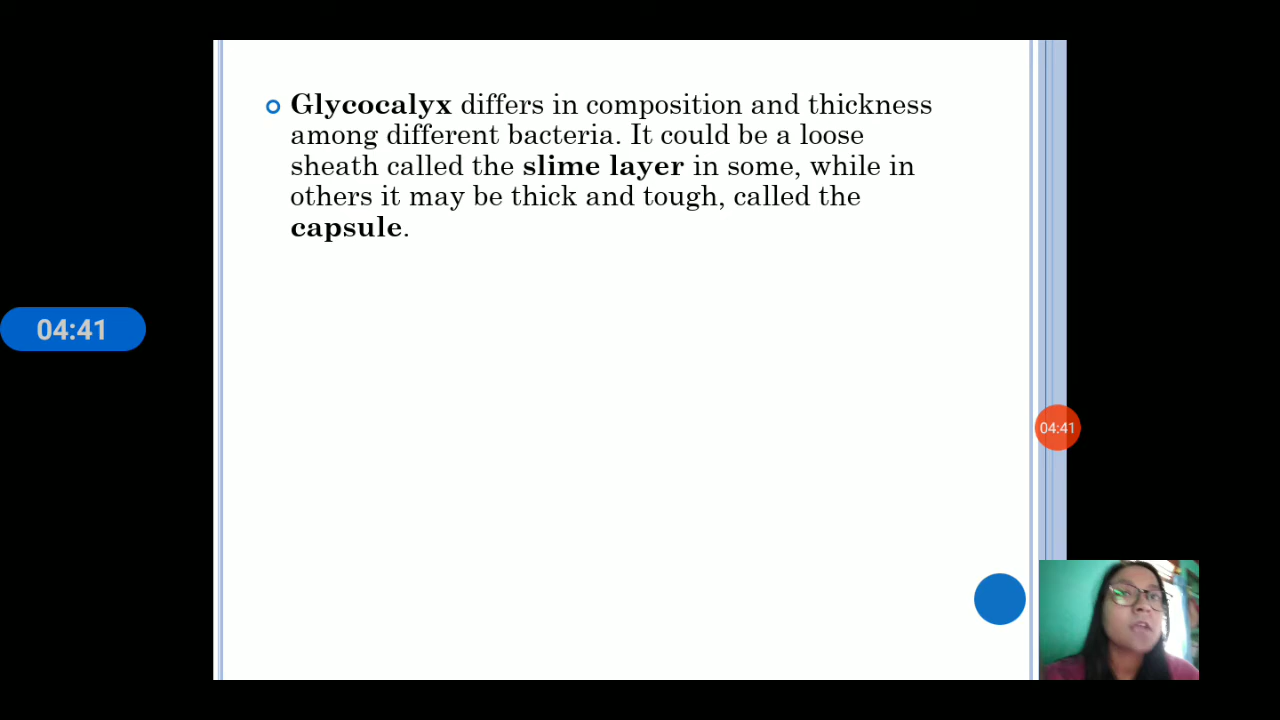 Glycocalyx differs in composition and thickness
among different bacteria. It could be a loose
sheath called the slime layer in some, while in
others it may be thick and tough, called the
capsule.
04:41
04:41